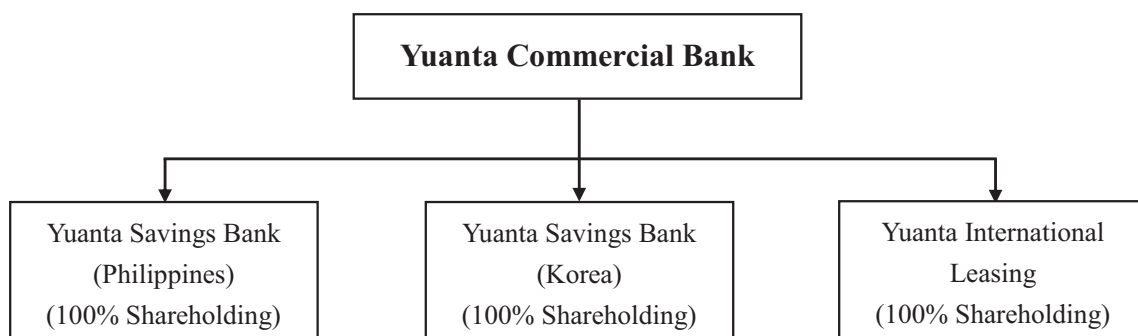 Yuanta Commercial Bank
Yuanta Savings Bank
(Philippines)
(100% Shareholding)
Yuanta Savings Bank
(Korea)
(100% Shareholding)
Yuanta International
Leasing
(100% Shareholding)